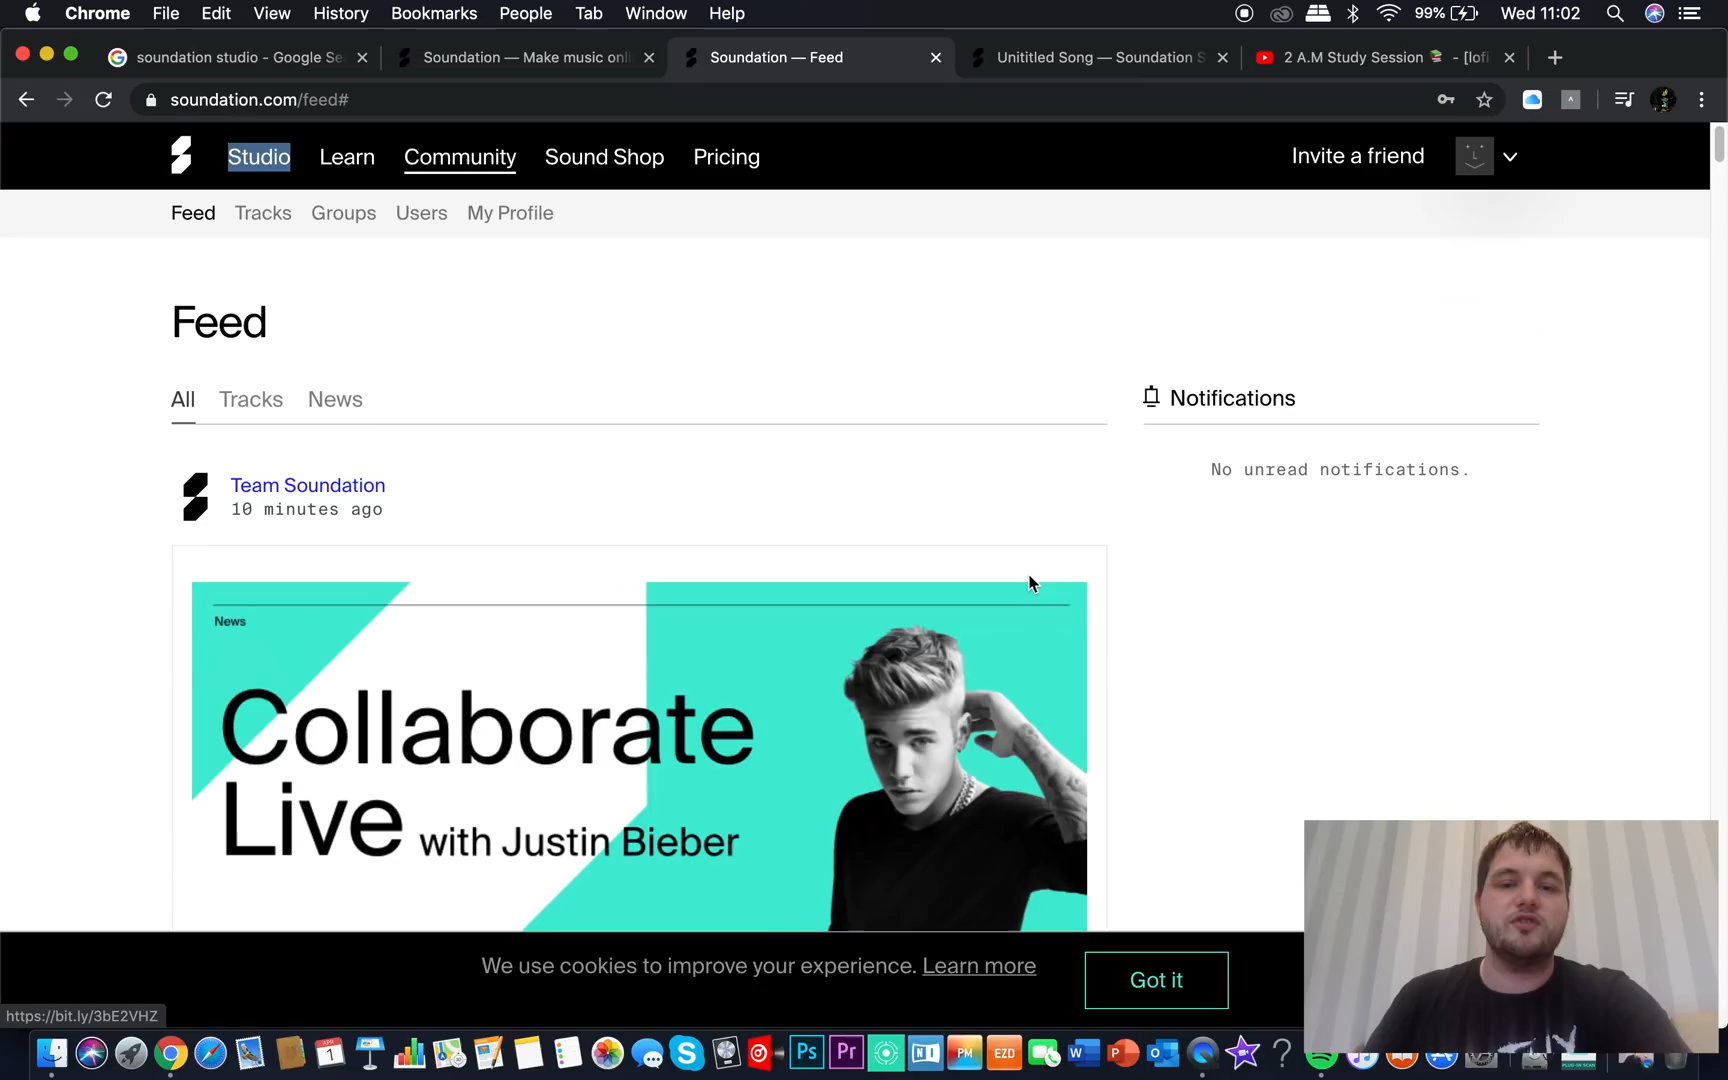 Chrome File Edit View History Bookmarks People Tab Window Help 99% Wed 11:02
soundation studio - Google Se Soundation — Make music onl Soundation — Feed Unititled Song — Soundation S 2 A.M Study Session - [lofi
soundation.com/feed#
Studio Learn Community Sound Shop Pricing Invite a friend
Feed Tracks Groups Users My Profile
Feed
All Tracks News
Notifications
Team Soundation
10 minutes ago
No unread notifications.
News
Collaborate
Live with Justin Bieber
We use cookies to improve your experience. Learn more
Got it
https://bit.ly/3bE2VHZ
APR
1
Ps Pr PM EZD W P O